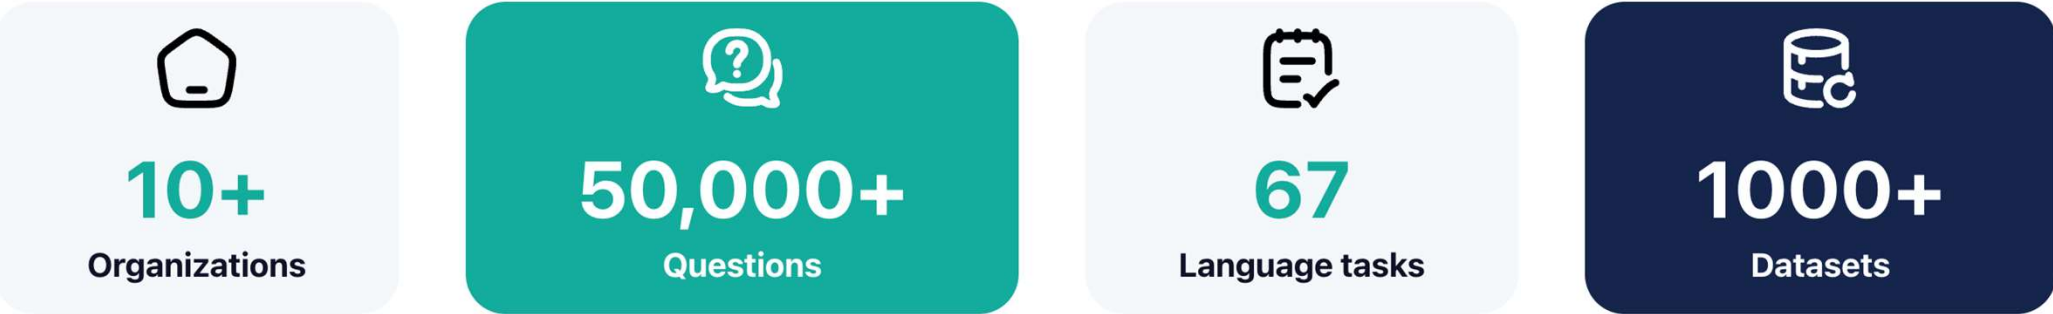 10+
Organizations
50,000+
Questions
67
Language tasks
1000+
Datasets